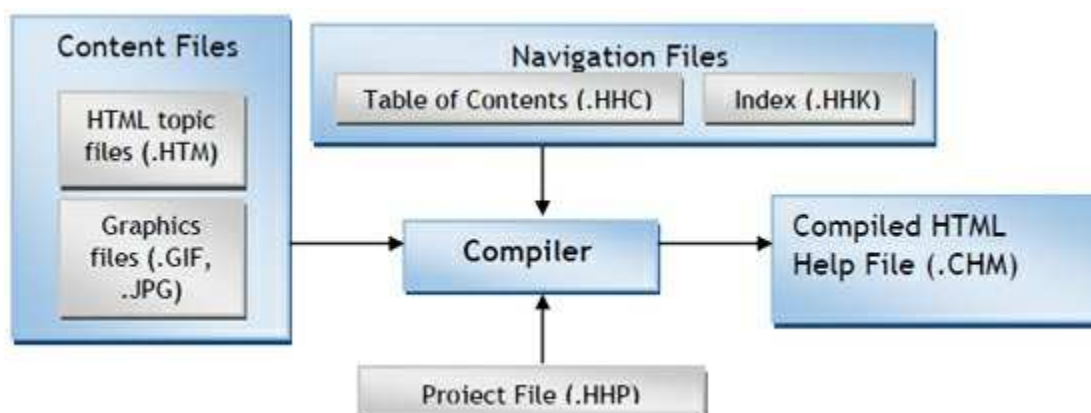 Content Files
HTML topic
files (.HTM)
Graphics
files (.GIF,
.JPG)
Navigation Files
Table of Contents (.HHC)
Index (.HHK)
Compiler
Compiled HTML
Help File (.CHM)
Project File (.HHP)